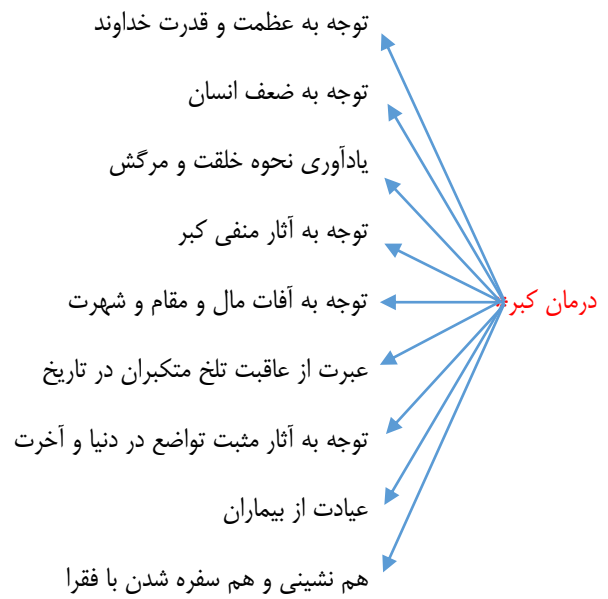 درمان کبر
توجه به عظمت و قدرت خداوند
توجه به ضعف انسان
یادآوری نحوه خلقت و مرگش
توجه به آثار منفی کبر
توجه به آفات مال و مقام و شهرت
عبرت از عاقبت تلخ متکبران در تاریخ
توجه به آثار مثبت تواضع در دنیا و آخرت
عیادت از بیماران
هم نشینی و هم سفره شدن با فقرا